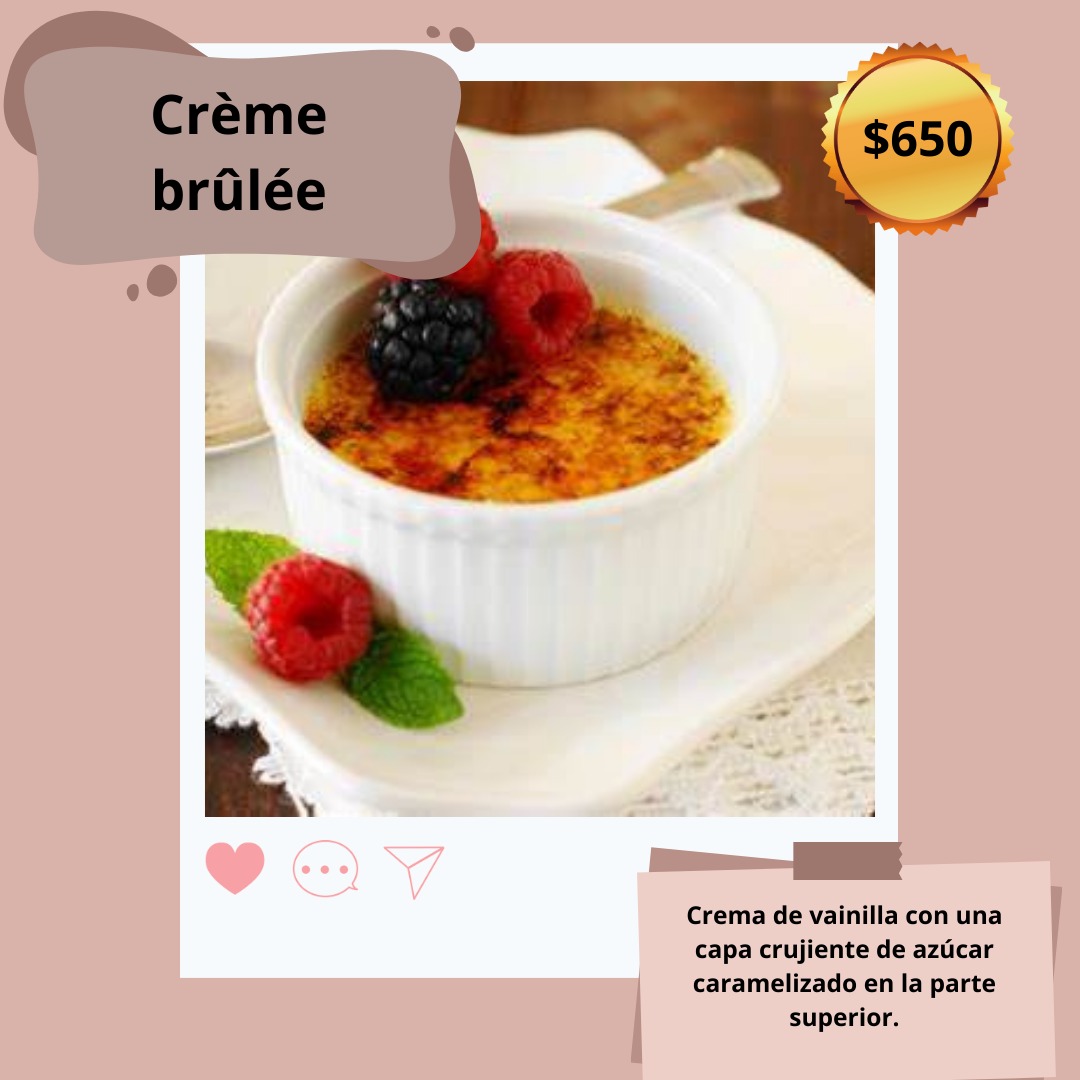 Crème
brûlée
$650
Crema de vainilla con una
capa crujiente de azúcar
caramelizado en la parte
superior.